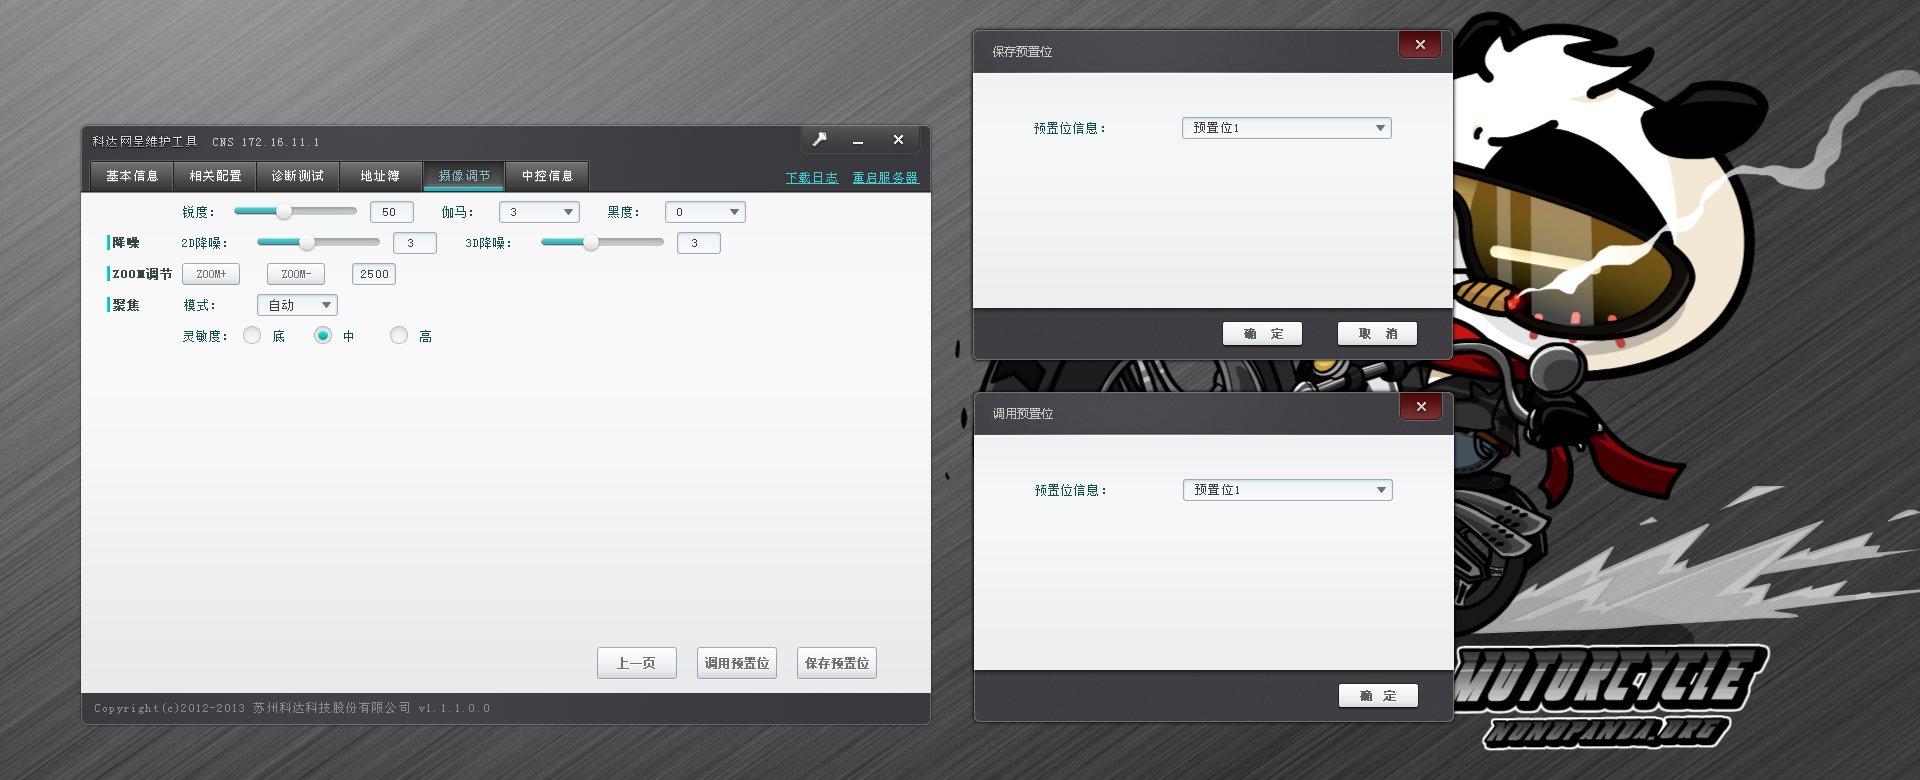 科达网呈维护工具 CNS 172.16.11.1
基本信息 相关配置 诊断测试 地址簿 摄像调节 中控信息 下载日志 重启服务器
锐度: 50 伽马: 3 黑度: 0
降噪 2D降噪: 3 3D降噪: 3
ZOOM调节 ZOOM+ ZOOM- 2500
聚焦 模式: 自动
灵敏度: 底 中 高
上一页 调用预置位 保存预置位
Copyright(c)2012-2013 苏州科达科技股份有限公司 v1.1.1.0.0
保存预置位
预置位信息: 预置位1
确 定 取 消
调用预置位
预置位信息: 预置位1
确 定
MOTORCYCLE
NONOPANDA.ORG